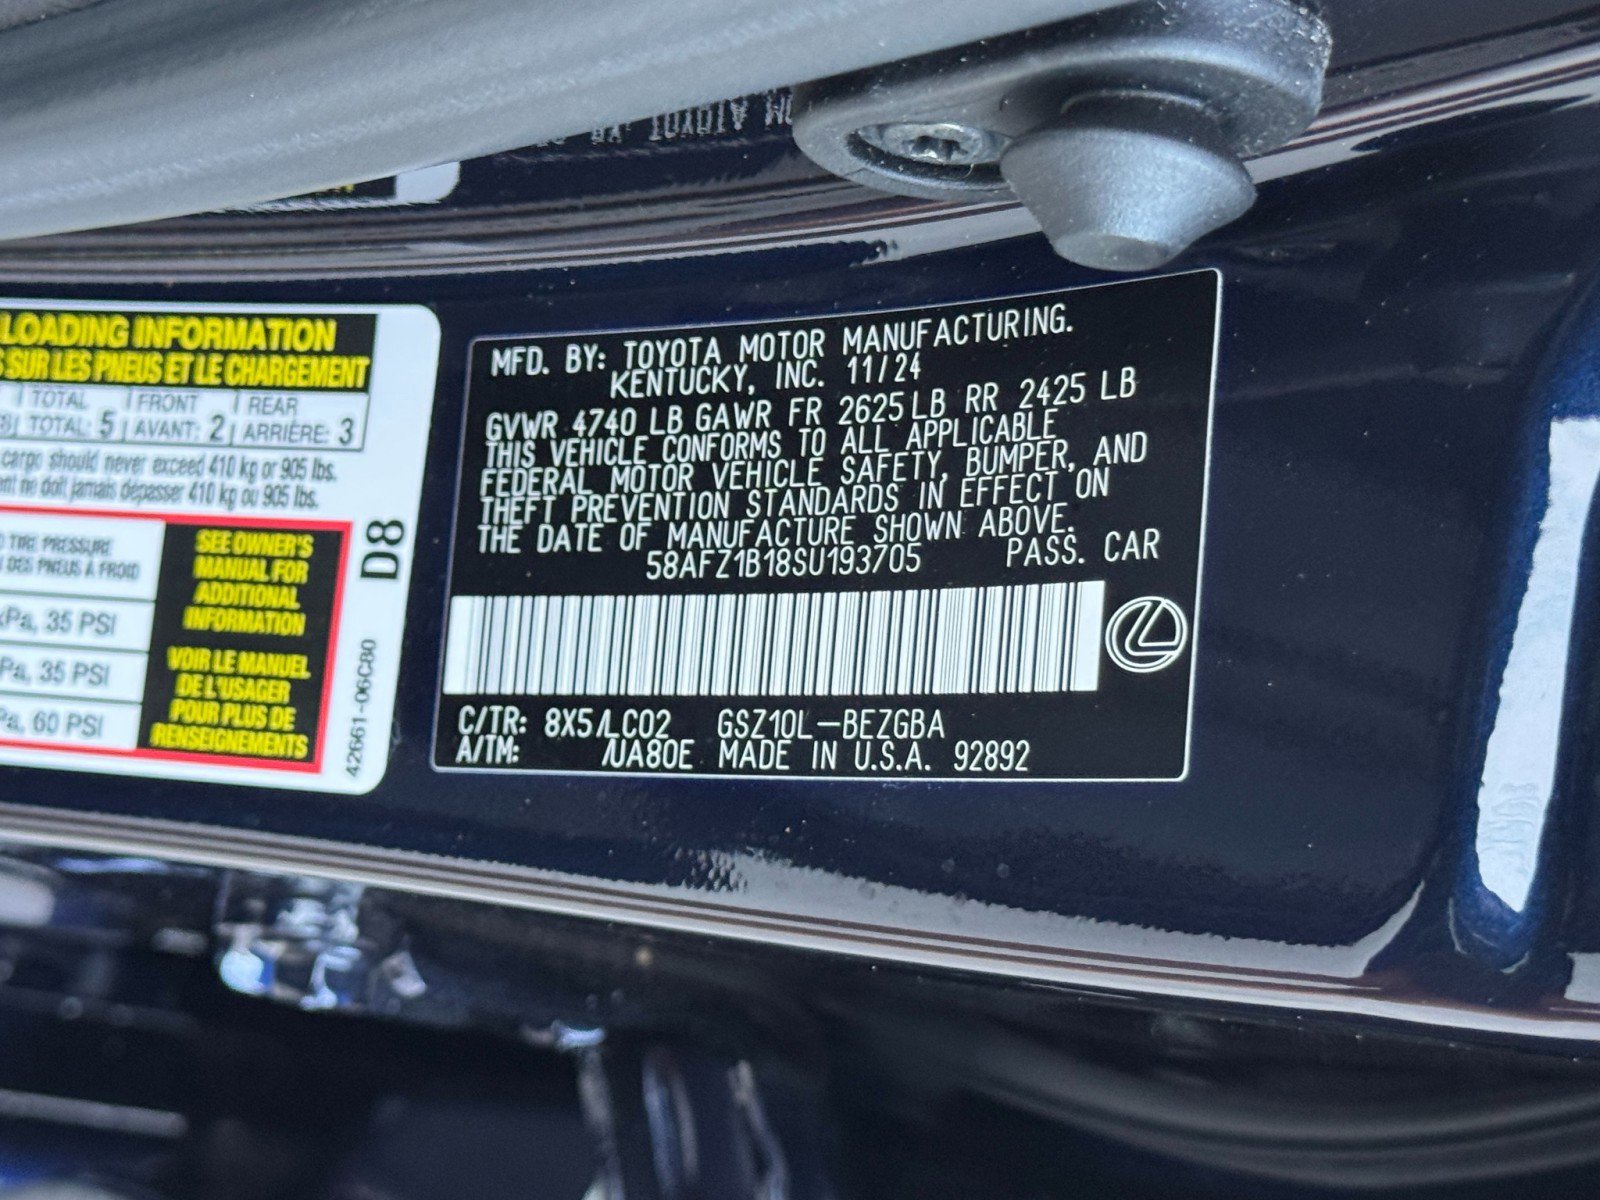 LOADING INFORMATION
SUR LES PNEUS ET LE CHARGEMENT
TOTAL FRONT REAR
TOTAL: 5 AVANT: 2 ARRIÈRE: 3
cargo should never exceed 410 kg or 905 lbs.
ne doit jamais dépasser 410 kg ou 905 lbs.
TIRE PRESSURE
DES PNEUS À FROID
kPa, 35 PSI
kPa, 35 PSI
Pa, 60 PSI
SEE OWNER'S
MANUAL FOR
ADDITIONAL
INFORMATION
VOIR LE MANUEL
DE L'USAGER
POUR PLUS DE
RENSEIGNEMENTS
D8
42661-06C80
MFD. BY: TOYOTA MOTOR MANUFACTURING.
KENTUCKY, INC. 11/24
GVWR 4740 LB GAWR FR 2625 LB RR 2425 LB
THIS VEHICLE CONFORMS TO ALL APPLICABLE
FEDERAL MOTOR VEHICLE SAFETY, BUMPER, AND
THEFT PREVENTION STANDARDS IN EFFECT ON
THE DATE OF MANUFACTURE SHOWN ABOVE.
58AFZ1B18SU193705 PASS. CAR
C/TR: 8X5/LC02 GSZ10L-BEZGBA
A/TM: /UA80E MADE IN U.S.A. 92892